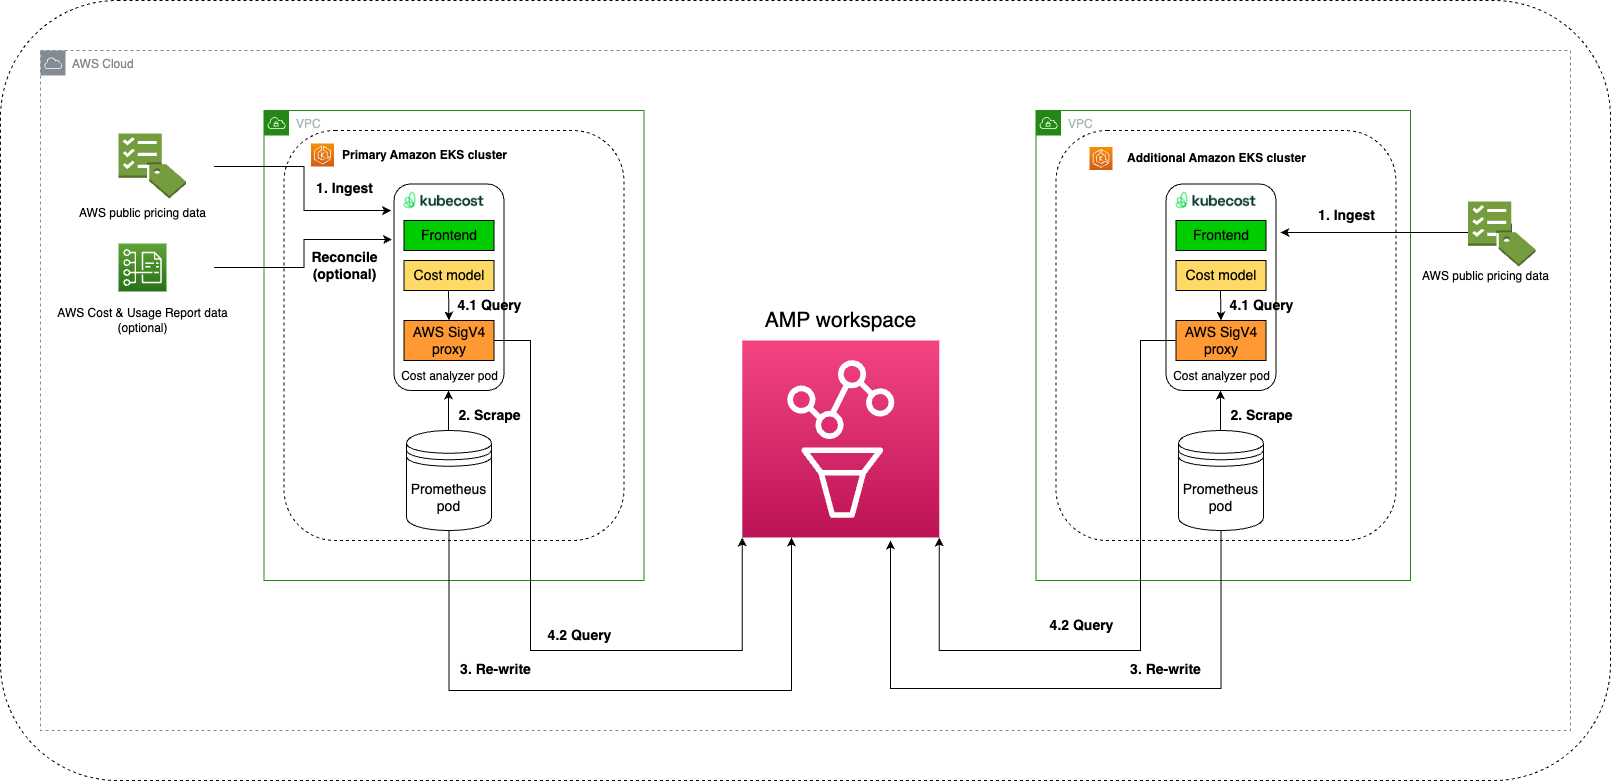 AWS Cloud
VPC
Primary Amazon EKS cluster
AWS public pricing data
1. Ingest
AWS Cost & Usage Report data
(optional)
Reconcile
(optional)
kubecost
Frontend
Cost model
4.1 Query
AWS SigV4
proxy
Cost analyzer pod
2. Scrape
Prometheus
pod
4.2 Query
3. Re-write
AMP workspace
VPC
Additional Amazon EKS cluster
kubecost
Frontend
Cost model
4.1 Query
AWS SigV4
proxy
Cost analyzer pod
2. Scrape
Prometheus
pod
1. Ingest
AWS public pricing data
4.2 Query
3. Re-write